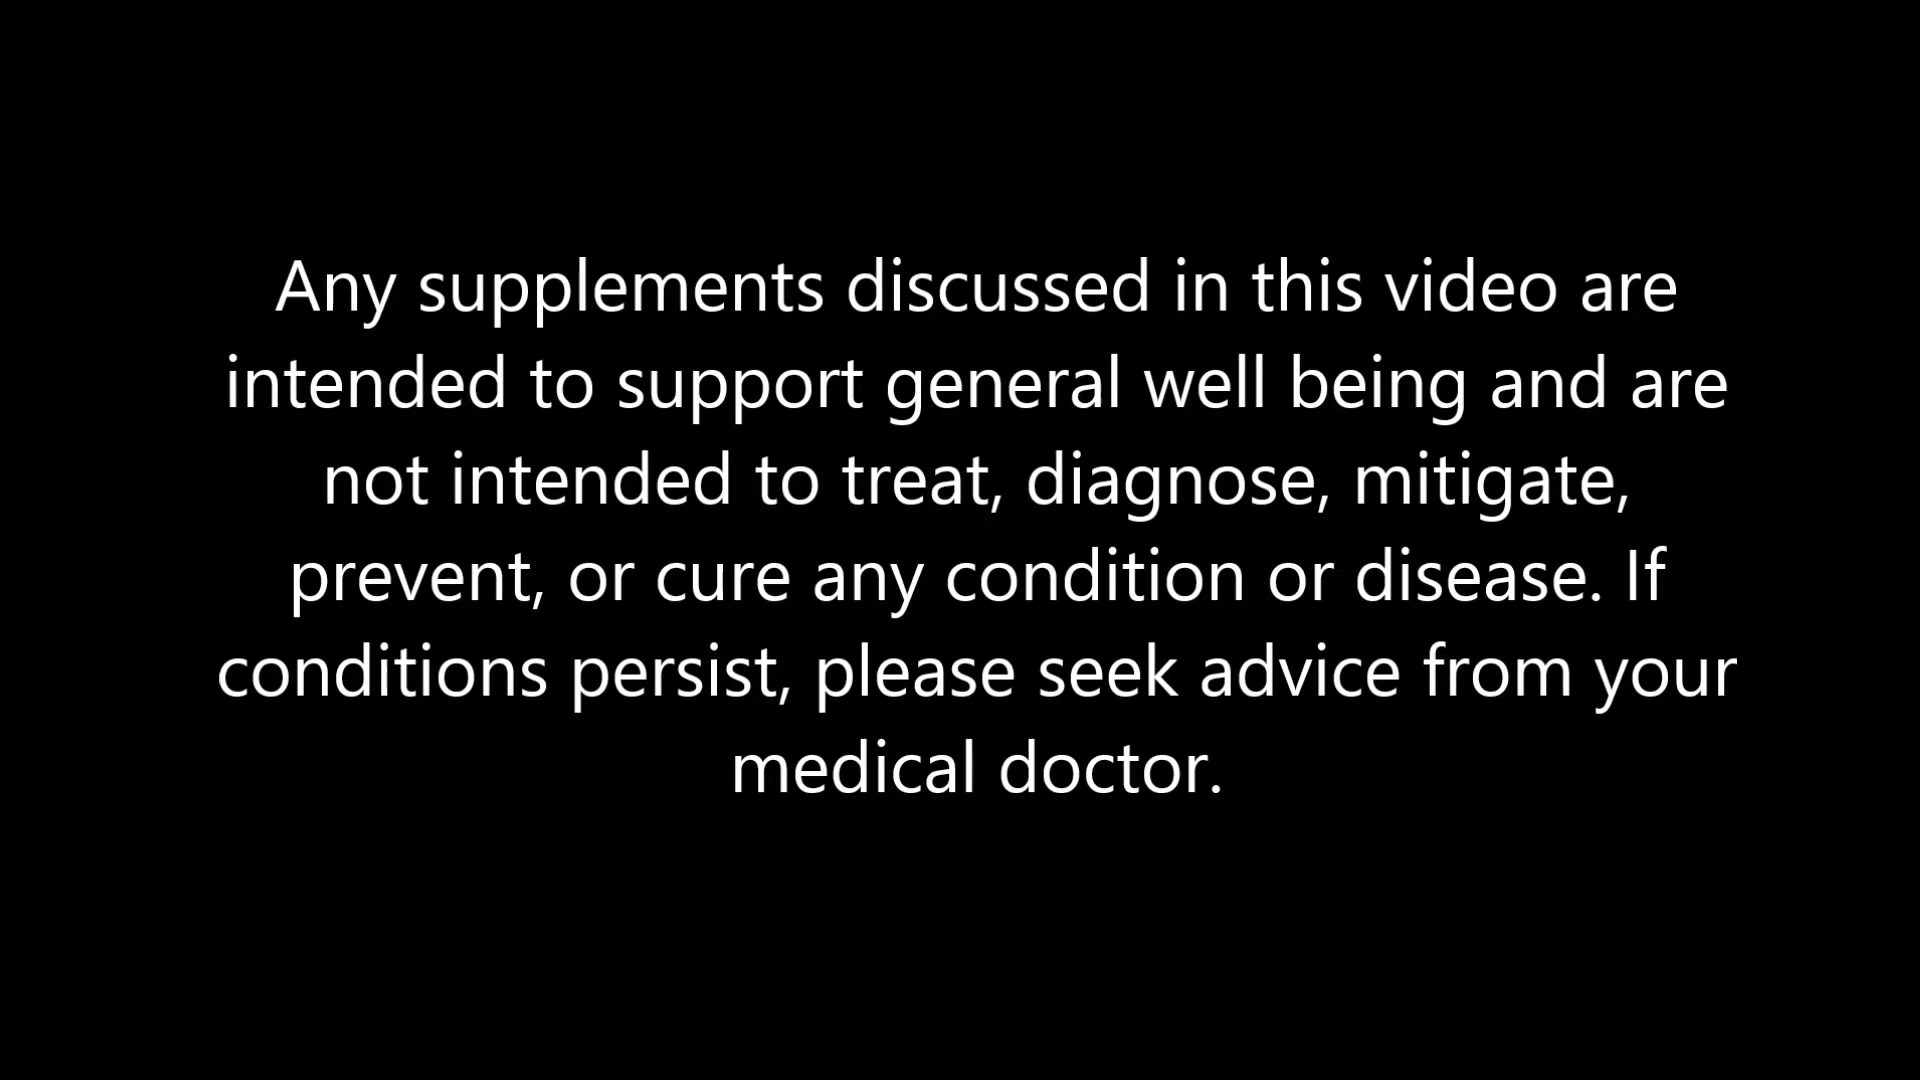 Any supplements discussed in this video are
intended to support general well being and are
not intended to treat, diagnose, mitigate,
prevent, or cure any condition or disease. If
conditions persist, please seek advice from your
medical doctor.